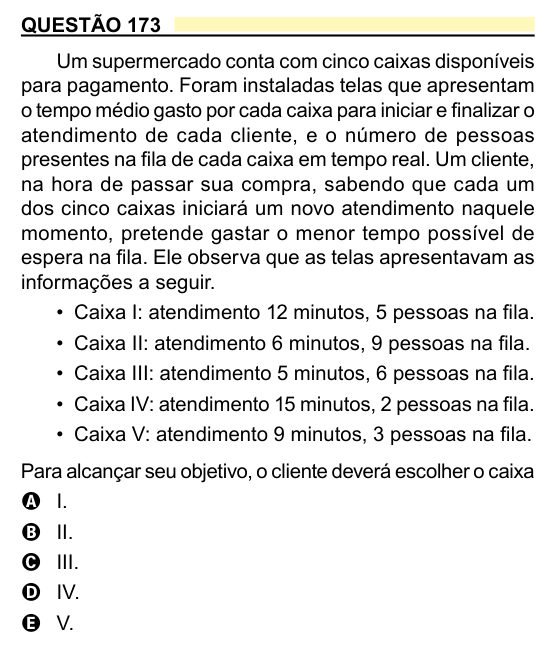 QUESTÃO 173
Um supermercado conta com cinco caixas disponíveis
para pagamento. Foram instaladas telas que apresentam
o tempo médio gasto por cada caixa para iniciar e finalizar o
atendimento de cada cliente, e o número de pessoas
presentes na fila de cada caixa em tempo real. Um cliente,
na hora de passar sua compra, sabendo que cada um
dos cinco caixas iniciará um novo atendimento naquele
momento, pretende gastar o menor tempo possível de
espera na fila. Ele observa que as telas apresentavam as
informações a seguir.
• Caixa I: atendimento 12 minutos, 5 pessoas na fila.
• Caixa II: atendimento 6 minutos, 9 pessoas na fila.
• Caixa III: atendimento 5 minutos, 6 pessoas na fila.
• Caixa IV: atendimento 15 minutos, 2 pessoas na fila.
• Caixa V: atendimento 9 minutos, 3 pessoas na fila.
Para alcançar seu objetivo, o cliente deverá escolher o caixa
A I.
B II.
C III.
D IV.
E V.